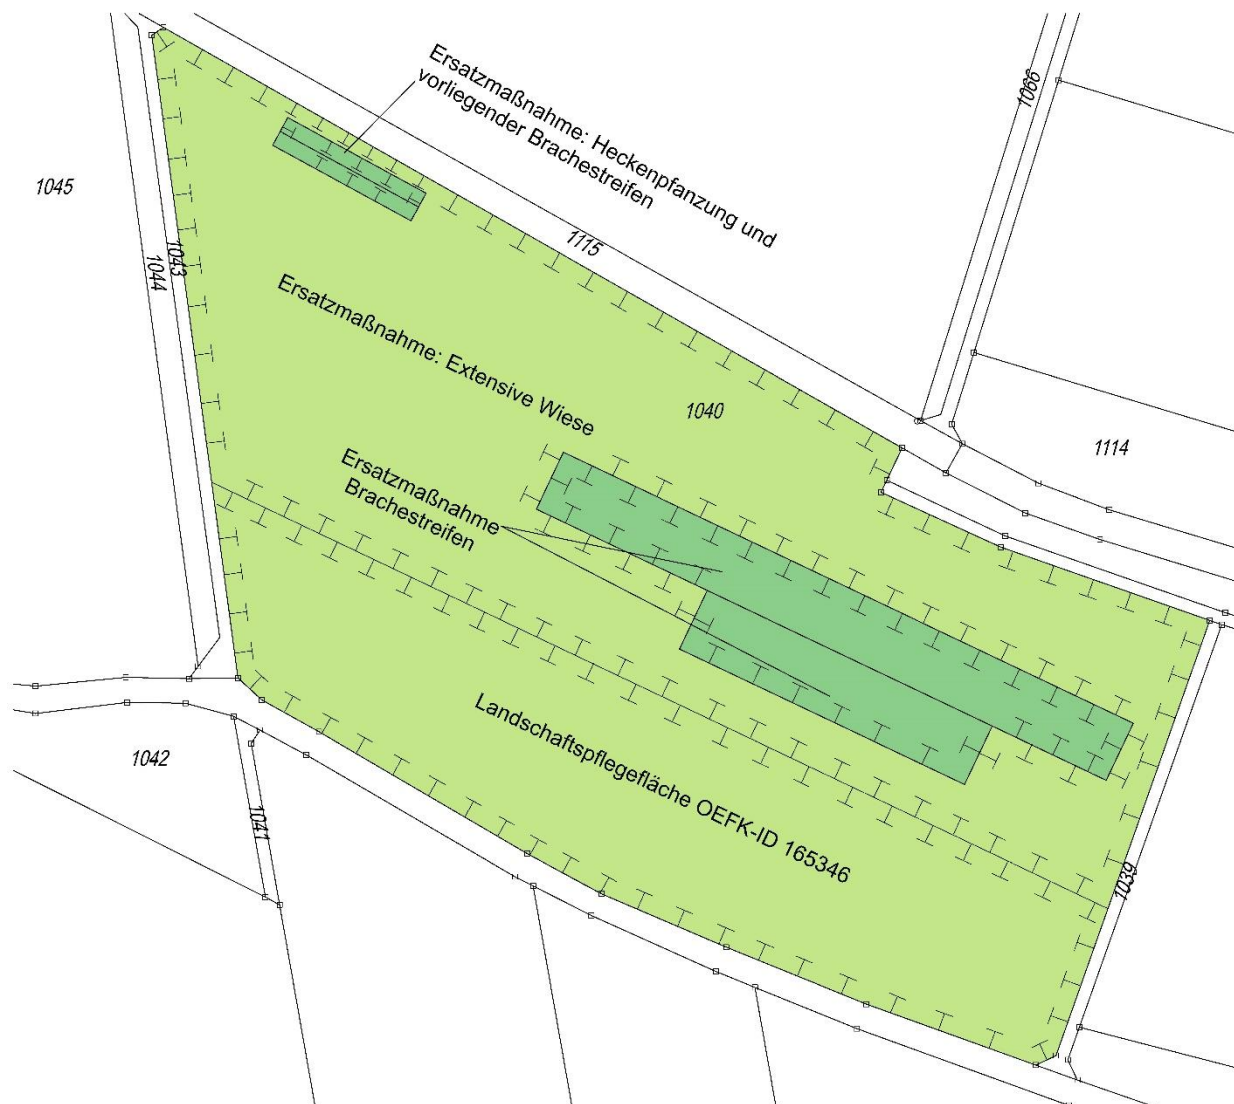 Ersatzmaßnahme: Heckenpfanzung und
vorliegender Brachestreifen
1066
1045
1115
1043
1044
Ersatzmaßnahme: Extensive Wiese
1040
1114
Ersatzmaßnahme
Brachestreifen
Landschaftspflegefläche OEFK-ID 165346
1042
1041
1039